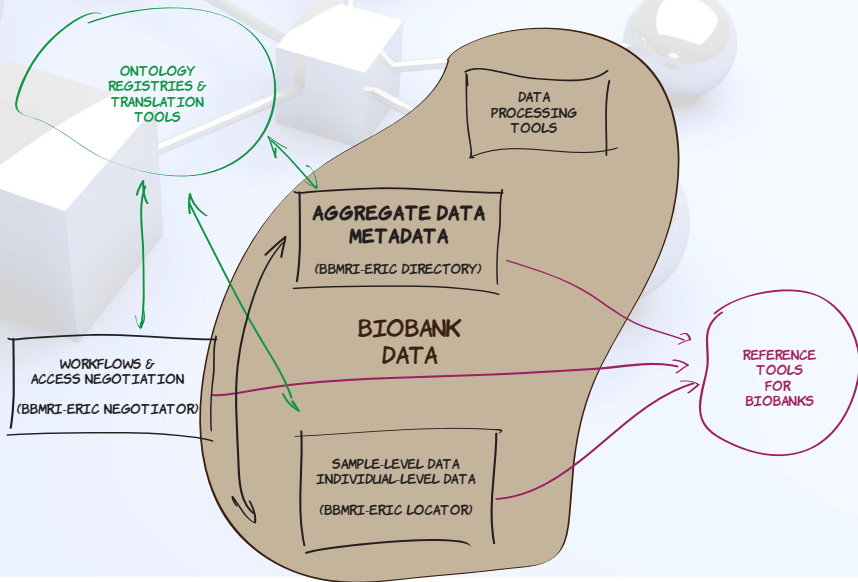 ONTOLOGY
REGISTRIES &
TRANSLATION
TOOLS
DATA
PROCESSING
TOOLS
AGGREGATE DATA
METADATA
(BBMRI-ERIC DIRECTORY)
BIOBANK
DATA
WORKFLOWS &
ACCESS NEGOTIATION
(BBMRI-ERIC NEGOTIATOR)
REFERENCE
TOOLS
FOR
BIOBANKS
SAMPLE-LEVEL DATA
INDIVIDUAL-LEVEL DATA
(BBMRI-ERIC LOCATOR)